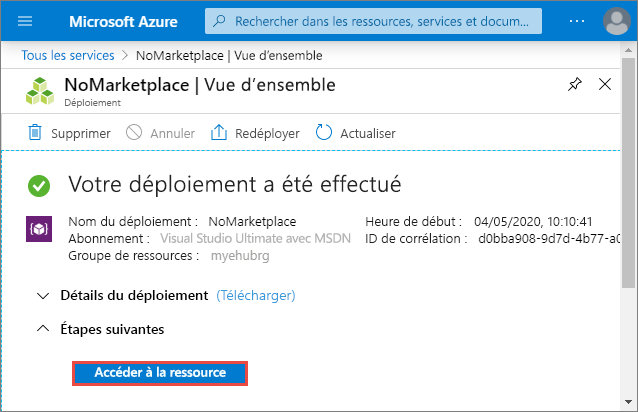 Microsoft Azure
Rechercher dans les ressources, services et docum...
Tous les services > NoMarketplace | Vue d’ensemble
NoMarketplace | Vue d’ensemble
Déploiement
Supprimer Annuler Redéployer Actualiser
Votre déploiement a été effectué
Nom du déploiement : NoMarketplace Heure de début : 04/05/2020, 10:10:41
Abonnement : Visual Studio Ultimate avec MSDN ID de corrélation : d0bba908-9d7d-4b77-a0
Groupe de ressources : myehubrg
Détails du déploiement (Télécharger)
Étapes suivantes
Accéder à la ressource